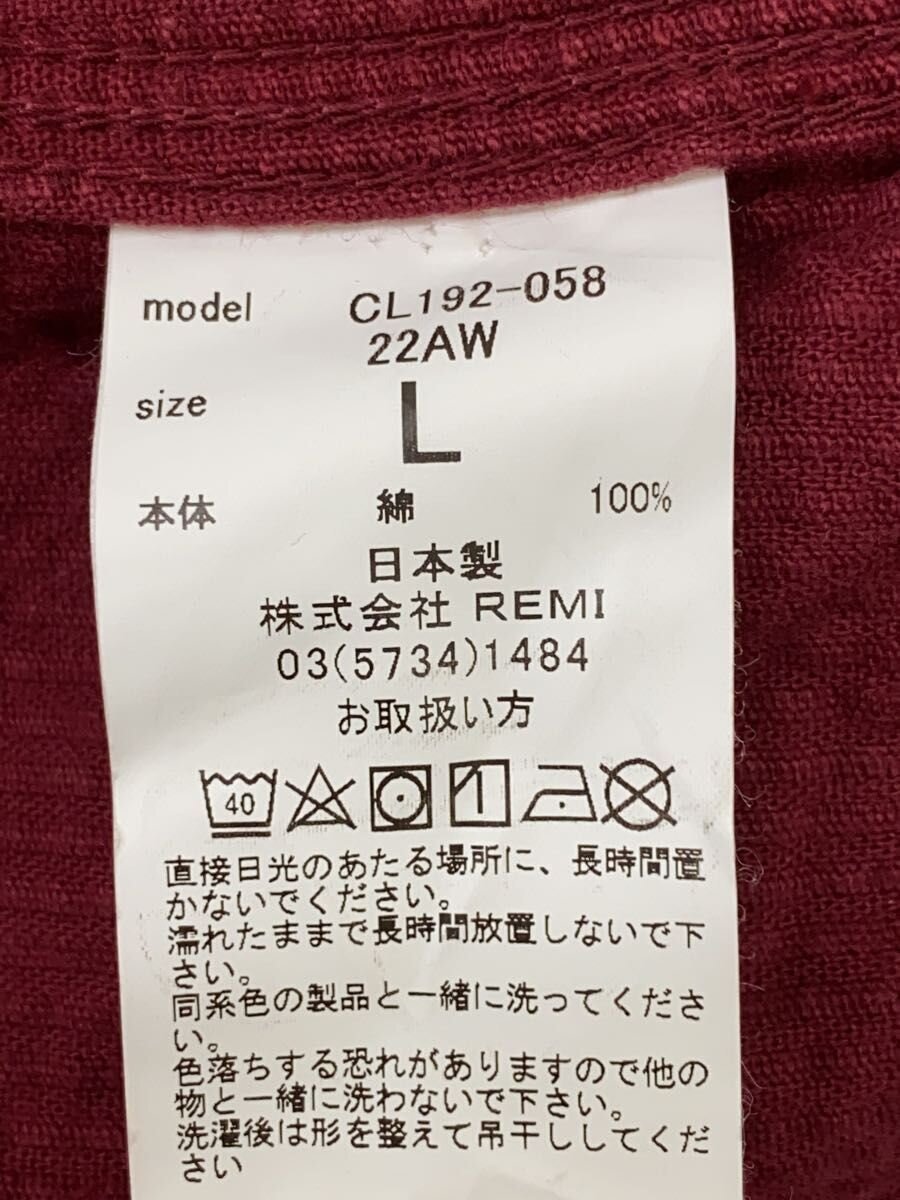 model CL192-058
22AW
size L
本体 綿 100%
日本製
株式会社 REMI
03(5734)1484
お取扱い方
40
直接日光のあたる場所に、長時間置
かないでください。
濡れたままで長時間放置しないで下
さい。
同系色の製品と一緒に洗ってくださ
い。
色落ちする恐れがありますので他の
物と一緒に洗わないで下さい。
洗濯後は形を整えて吊干ししてくだ
さい